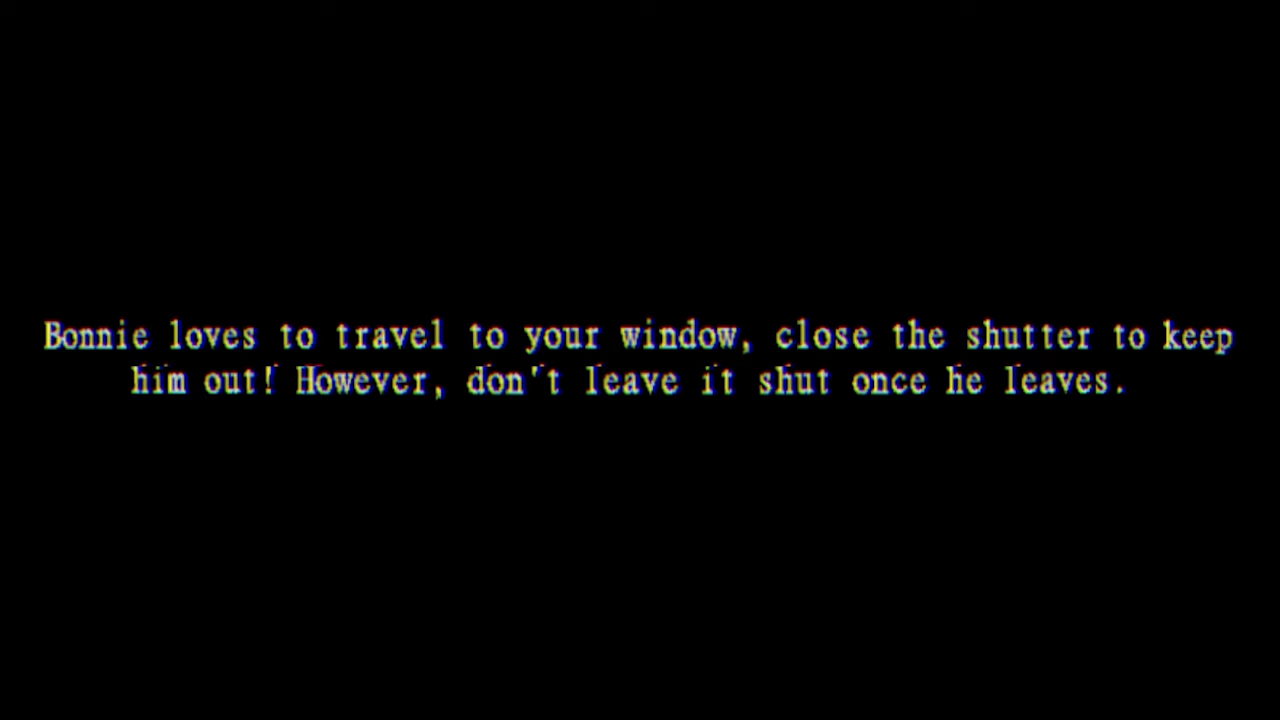 Bonnie loves to travel to your window, close the shutter to keep
him out! However, don't leave it shut once he leaves.